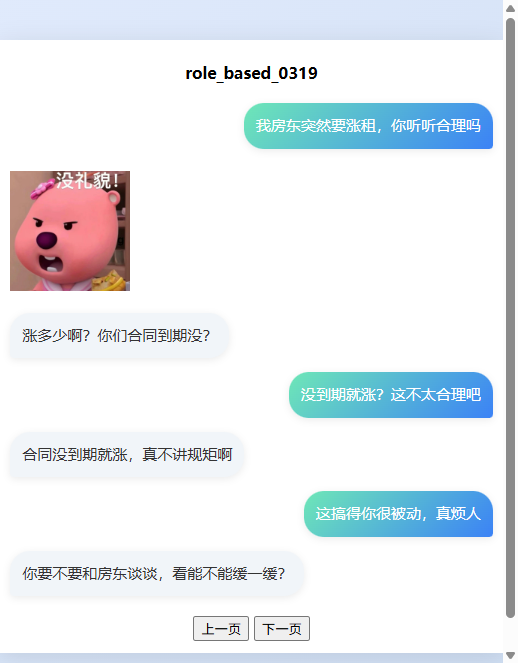 role_based_0319
我房东突然要涨租，你听听合理吗
没礼貌！
涨多少啊？你们合同到期没？
没到期就涨？这不太合理吧
合同没到期就涨，真不讲规矩啊
这搞得你很被动，真烦人
你要不要和房东谈谈，看能不能缓一缓？
上一页 下一页